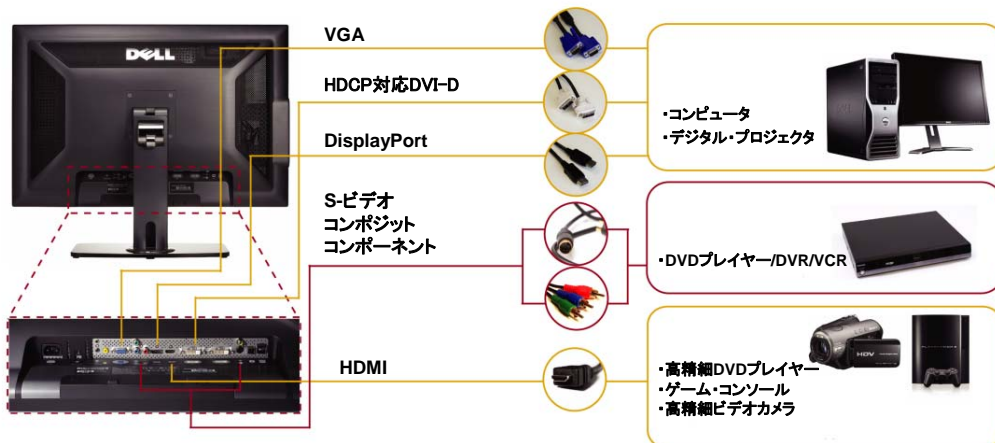 DELL
VGA
HDCP対応DVI-D
DisplayPort
S-ビデオ
コンポジット
コンポーネント
HDMI
・コンピュータ
・デジタル・プロジェクタ
・DVDプレイヤー/DVR/VCR
・高精細DVDプレイヤー
・ゲーム・コンソール
・高精細ビデオカメラ
HDV